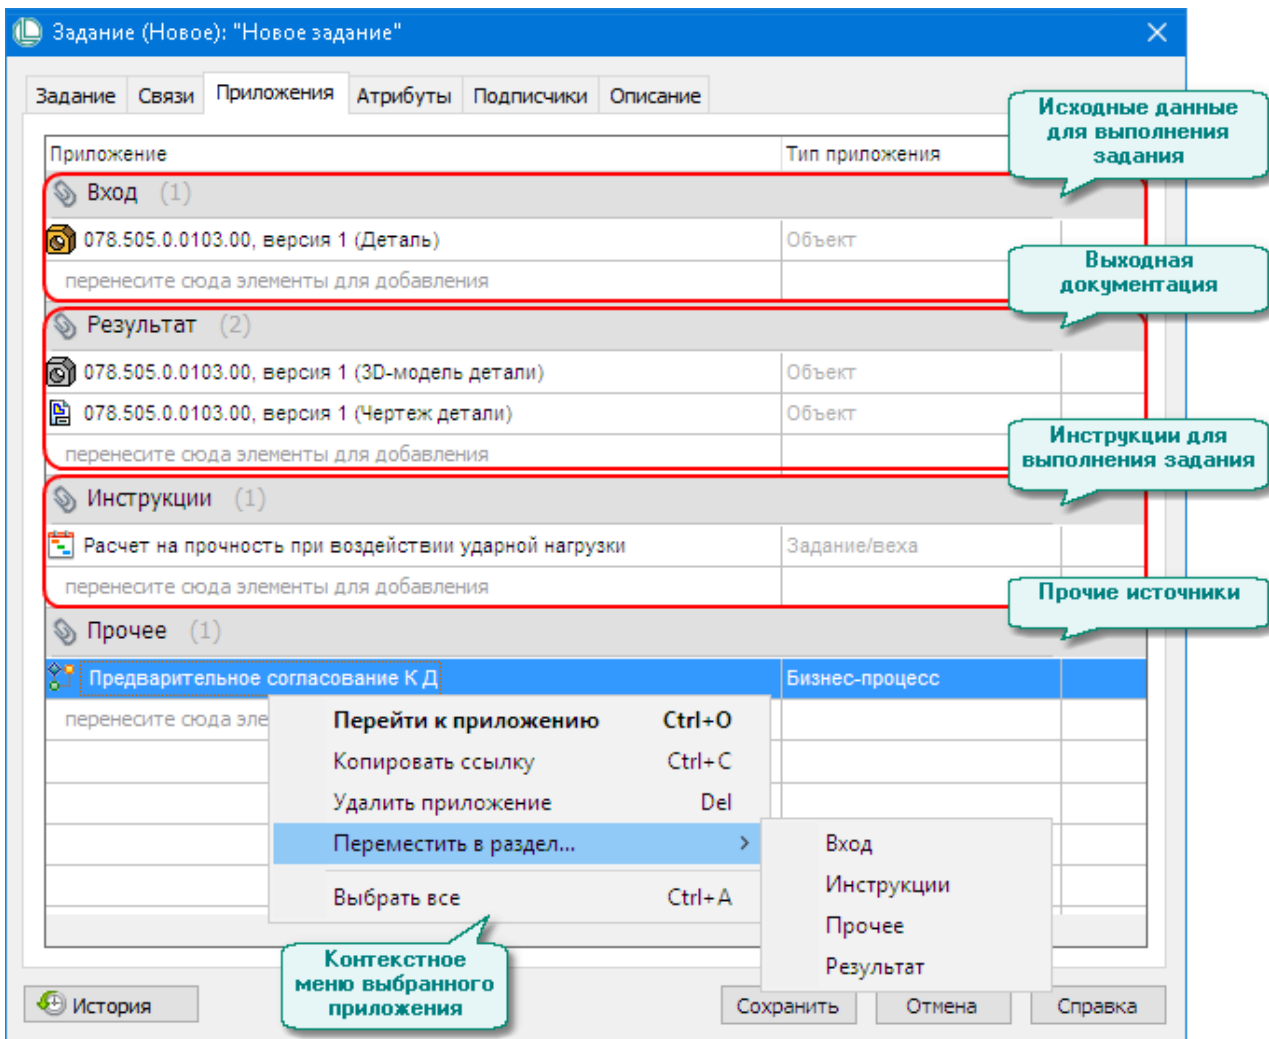 Задание (Новое): "Новое задание"
Задание Связи Приложения Атрибуты Подписчики Описание
Исходные данные
для выполнения
задания
Приложение Тип приложения
Вход (1)
078.505.0.0103.00, версия 1 (Деталь) Объект
перенесите сюда элементы для добавления
Выходная
документация
Результат (2)
078.505.0.0103.00, версия 1 (3D-модель детали) Объект
078.505.0.0103.00, версия 1 (Чертеж детали) Объект
перенесите сюда элементы для добавления
Инструкции для
выполнения задания
Инструкции (1)
Расчет на прочность при воздействии ударной нагрузки Задание/веха
перенесите сюда элементы для добавления
Прочие источники
Прочее (1)
Предварительное согласование К Д Бизнес-процесс
перенесите сюда эле
Перейти к приложению Ctrl+O
Копировать ссылку Ctrl+C
Удалить приложение Del
Переместить в раздел...
Выбрать все Ctrl+A
Вход
Инструкции
Прочее
Результат
Контекстное
меню выбранного
приложения
История Сохранить Отмена Справка